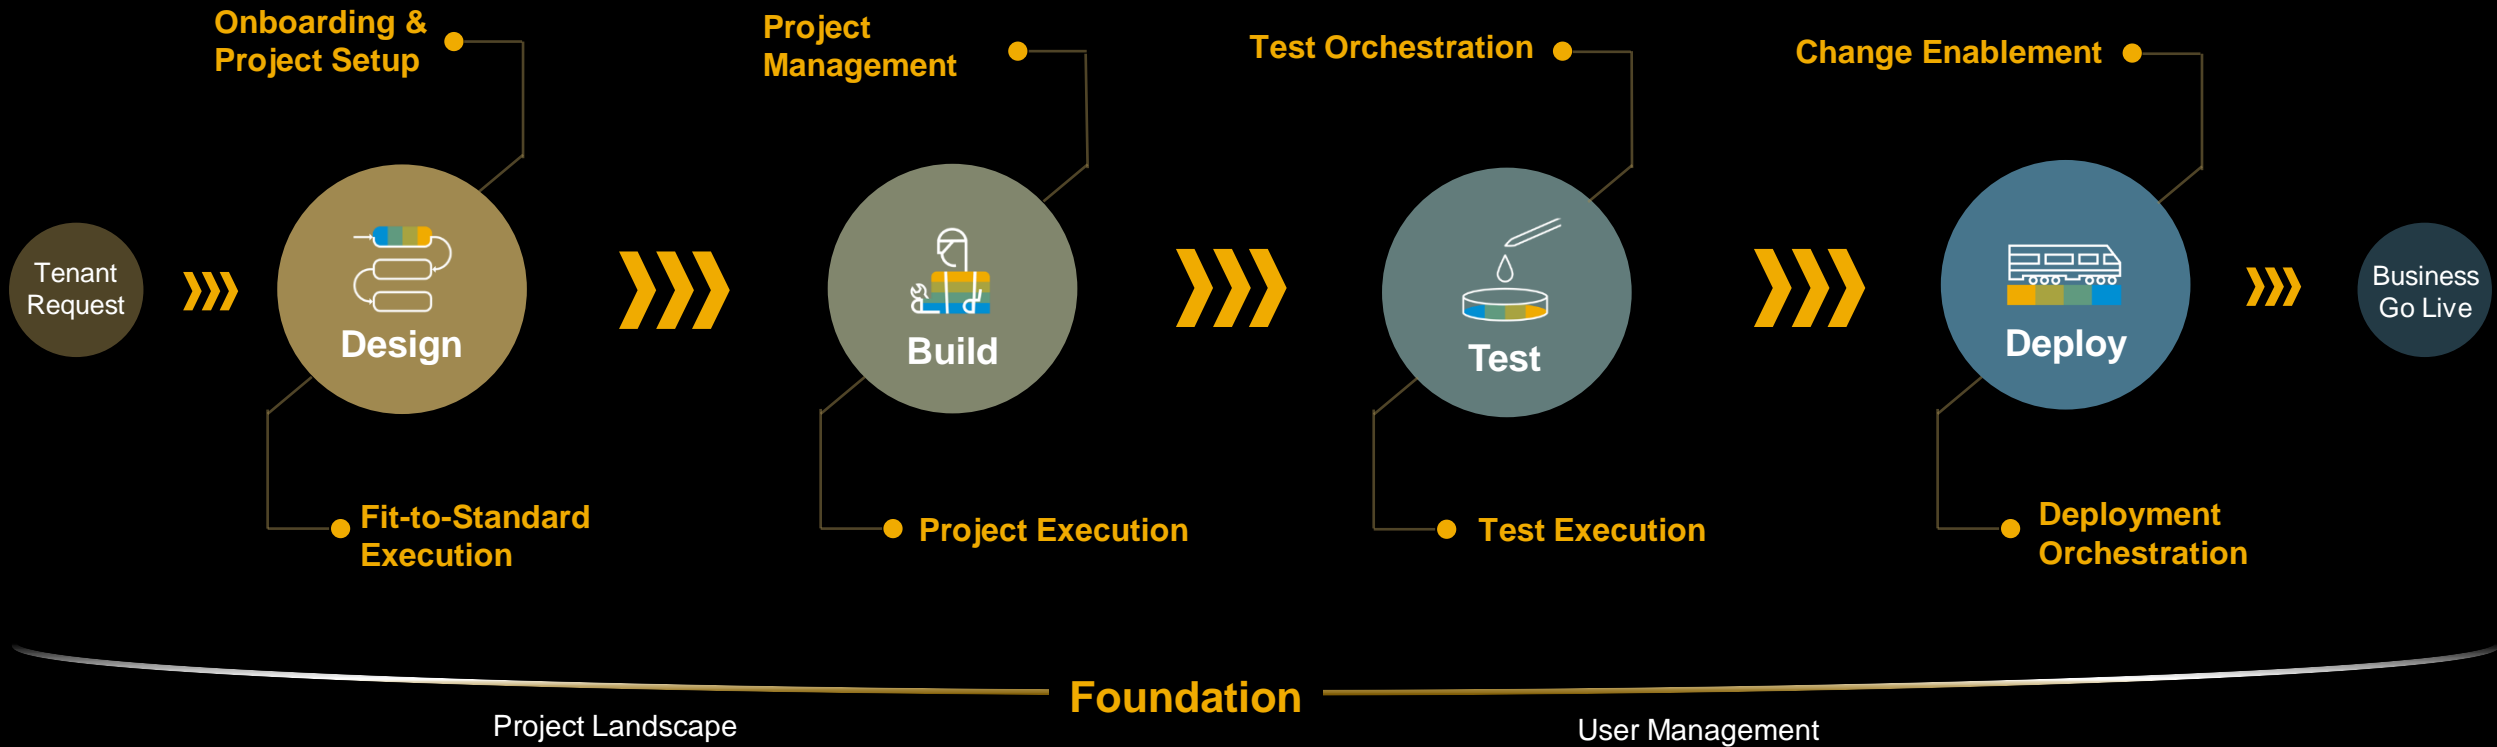 Onboarding &
Project Setup
Project
Management
Test Orchestration
Change Enablement
Tenant
Request
Design
Build
Test
Deploy
Business
Go Live
Fit-to-Standard
Execution
Project Execution
Test Execution
Deployment
Orchestration
Foundation
Project Landscape
User Management